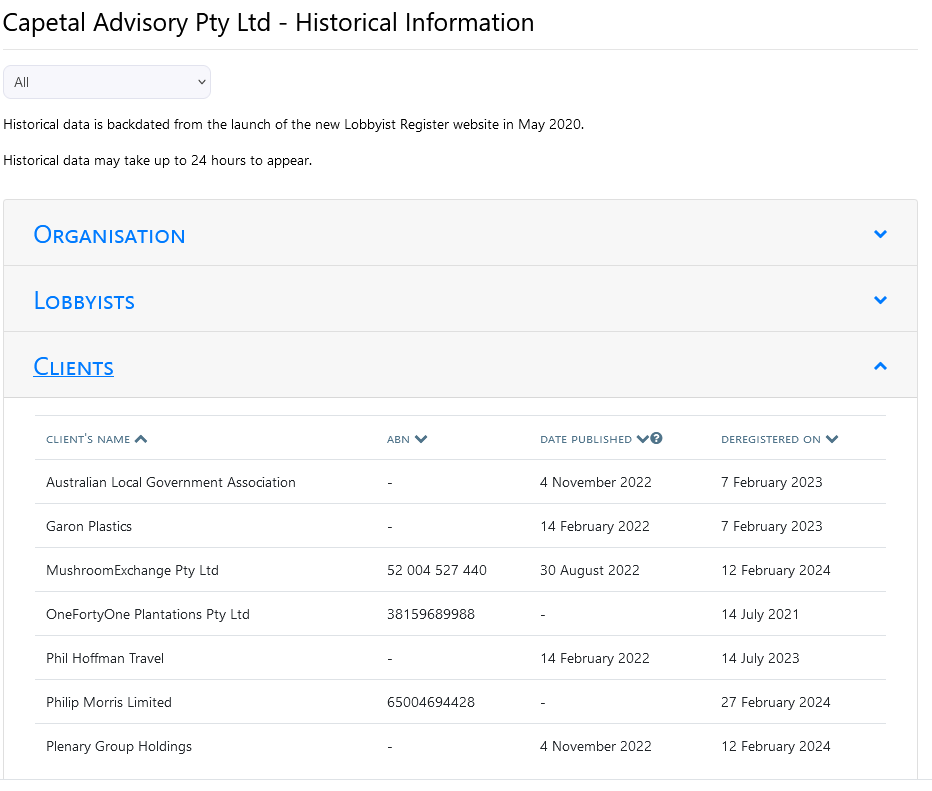 Capetal Advisory Pty Ltd - Historical Information
All
Historical data is backdated from the launch of the new Lobbyist Register website in May 2020.
Historical data may take up to 24 hours to appear.
Organisation
Lobbyists
Clients
client's name abn date published ? deregistered on
Australian Local Government Association - 4 November 2022 7 February 2023
Garon Plastics - 14 February 2022 7 February 2023
MushroomExchange Pty Ltd 52 004 527 440 30 August 2022 12 February 2024
OneFortyOne Plantations Pty Ltd 38159689988 - 14 July 2021
Phil Hoffman Travel - 14 February 2022 14 July 2023
Philip Morris Limited 65004694428 - 27 February 2024
Plenary Group Holdings - 4 November 2022 12 February 2024